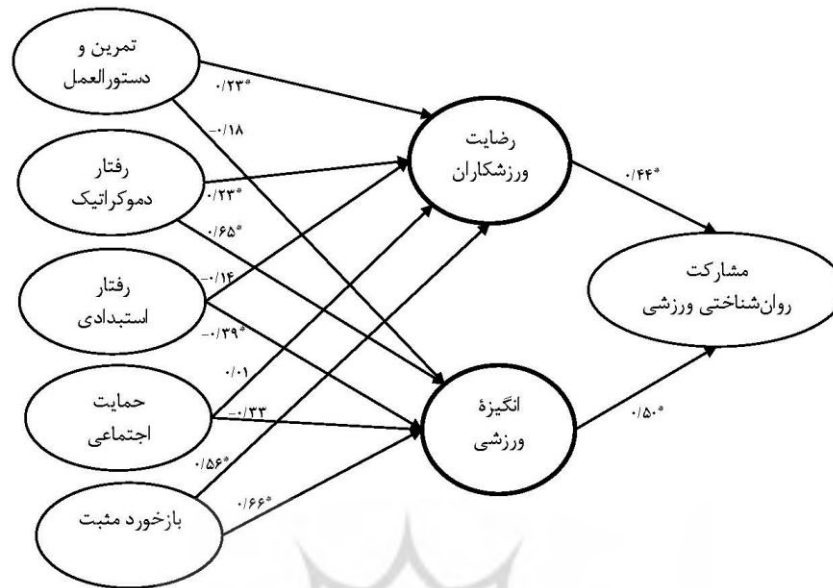 تمرین و
دستورالعمل
رفتار
دموکراتیک
رفتار
استبدادی
حمایت
اجتماعی
بازخورد مثبت
۰/۲۳*
−۰/۱۸
۰/۲۳*
۰/۶۵*
−۰/۱۴
−۰/۳۹*
۰/۰۱
−۰/۳۳
۰/۵۶*
۰/۶۶*
رضایت
ورزشکاران
انگیزهٔ
ورزشی
۰/۴۴*
۰/۵۰*
مشارکت
روان‌شناختی ورزشی